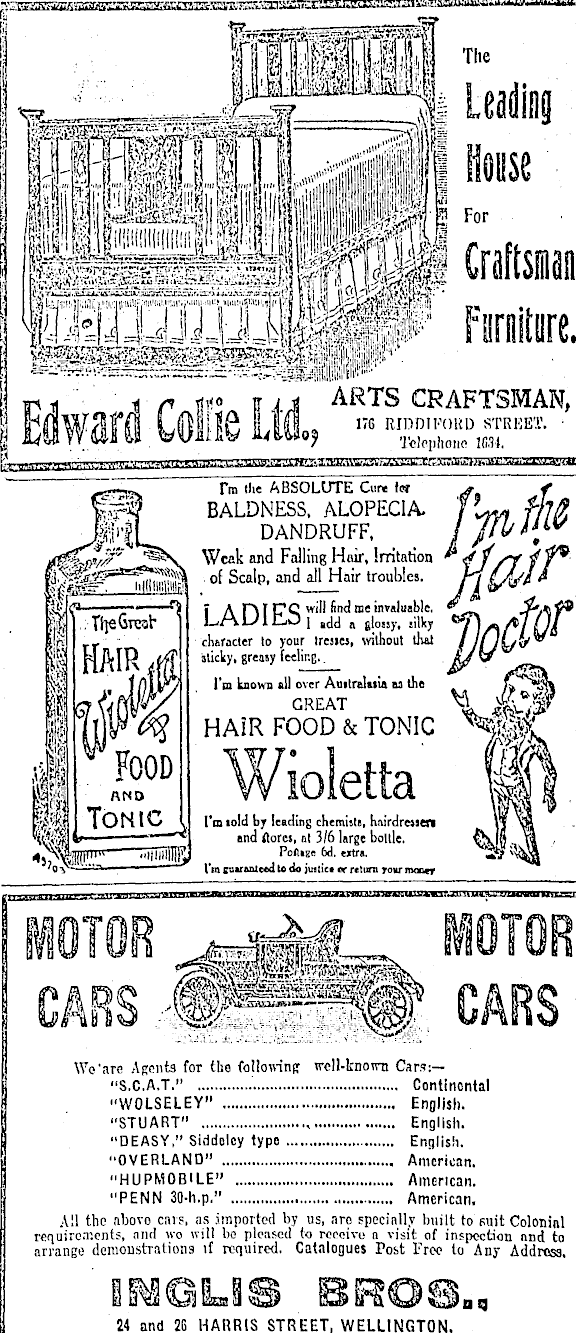 The
Leading
House
For
Craftsman
Furniture.
Edward Collie Ltd.,
ARTS CRAFTSMAN,
176 RIDDIFORD STREET.
Telephone 1634.
I'm the ABSOLUTE Cure for
BALDNESS, ALOPECIA.
DANDRUFF,
Weak and Falling Hair, Irritation
of Scalp, and all Hair troubles.
LADIES will find me invaluable.
I add a glossy, silky
character to your tresses, without that
sticky, greasy feeling.
I'm known all over Australasia as the
GREAT
HAIR FOOD & TONIC
Wioletta
I'm sold by leading chemists, hairdressers
and stores, at 3/6 large bottle.
Postage 6d. extra.
I'm guaranteed to do justice or return your money
The Great
HAIR
Wioletta
FOOD
AND
TONIC
A5703
I'm the
Hair
Doctor
MOTOR
CARS
MOTOR
CARS
We are Agents for the following well-known Cars:—
"S.C.A.T." ........ Continental
"WOLSELEY" ........ English.
"STUART" ........ English.
"DEASY," Siddeley type ........ English.
"OVERLAND" ........ American.
"HUPMOBILE" ........ American.
"PENN 30-h.p." ........ American.
All the above cars, as imported by us, are specially built to suit Colonial
requirements, and we will be pleased to receive a visit of inspection and to
arrange demonstrations if required. Catalogues Post Free to Any Address.
INGLIS BROS.,
24 and 26 HARRIS STREET, WELLINGTON.